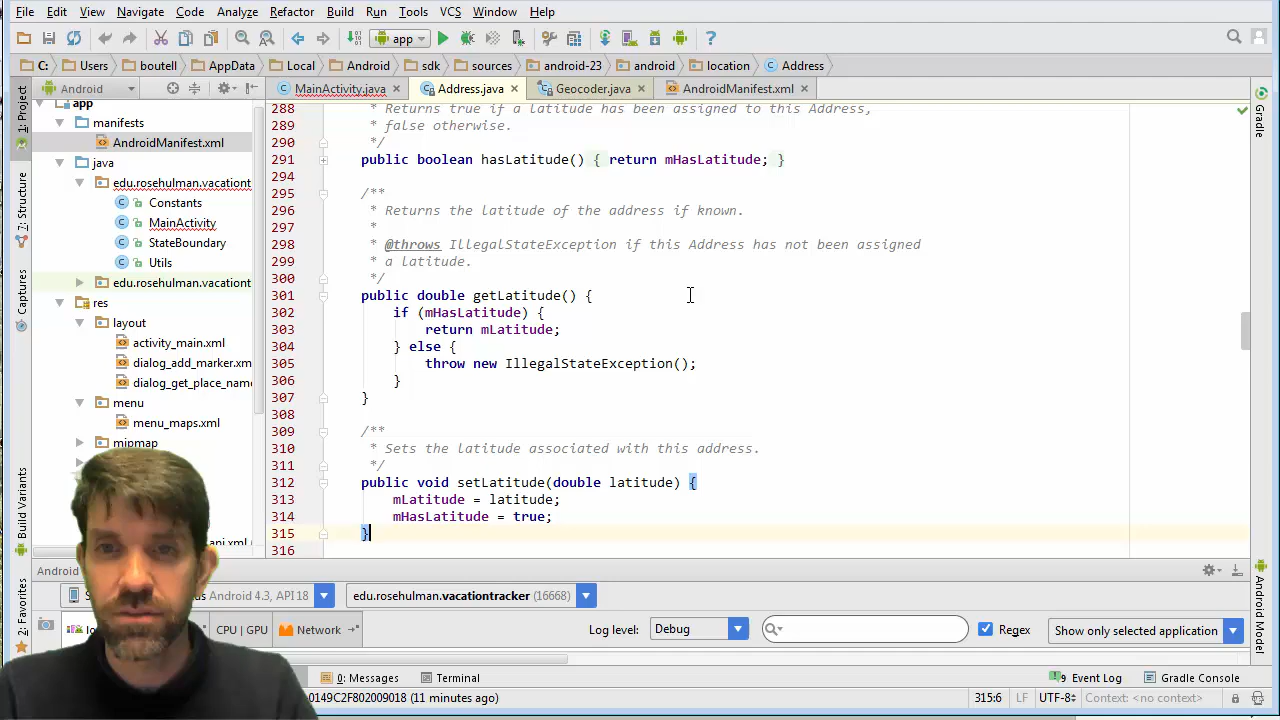 File Edit View Navigate Code Analyze Refactor Build Run Tools VCS Window Help
app
C: Users boutell AppData Local Android sdk sources android-23 android location Address
Android MainActivity.java Address.java Geocoder.java AndroidManifest.xml
1: Project
7: Structure
Captures
Build Variants
2: Favorites
app
manifests
AndroidManifest.xml
java
edu.rosehulman.vacationt
Constants
MainActivity
StateBoundary
Utils
edu.rosehulman.vacationt
res
layout
activity_main.xml
dialog_add_marker.xm
dialog_get_place_name
menu
menu_maps.xml
mipmap
api.xml
288 * Returns true if a latitude has been assigned to this Address,
289 * false otherwise.
290 */
291 public boolean hasLatitude() { return mHasLatitude; }
294
295 /**
296 * Returns the latitude of the address if known.
297 *
298 * @throws IllegalStateException if this Address has not been assigned
299 * a latitude.
300 */
301 public double getLatitude() {
302 if (mHasLatitude) {
303 return mLatitude;
304 } else {
305 throw new IllegalStateException();
306 }
307 }
308
309 /**
310 * Sets the latitude associated with this address.
311 */
312 public void setLatitude(double latitude) {
313 mLatitude = latitude;
314 mHasLatitude = true;
315 }
316
Gradle
Android Model
Android
Android 4.3, API 18 edu.rosehulman.vacationtracker (16668)
CPU | GPU Network Log level: Debug Regex Show only selected application
0: Messages Terminal Event Log Gradle Console
0149C2F802009018 (11 minutes ago) 315:6 LF UTF-8 Context: <no context>